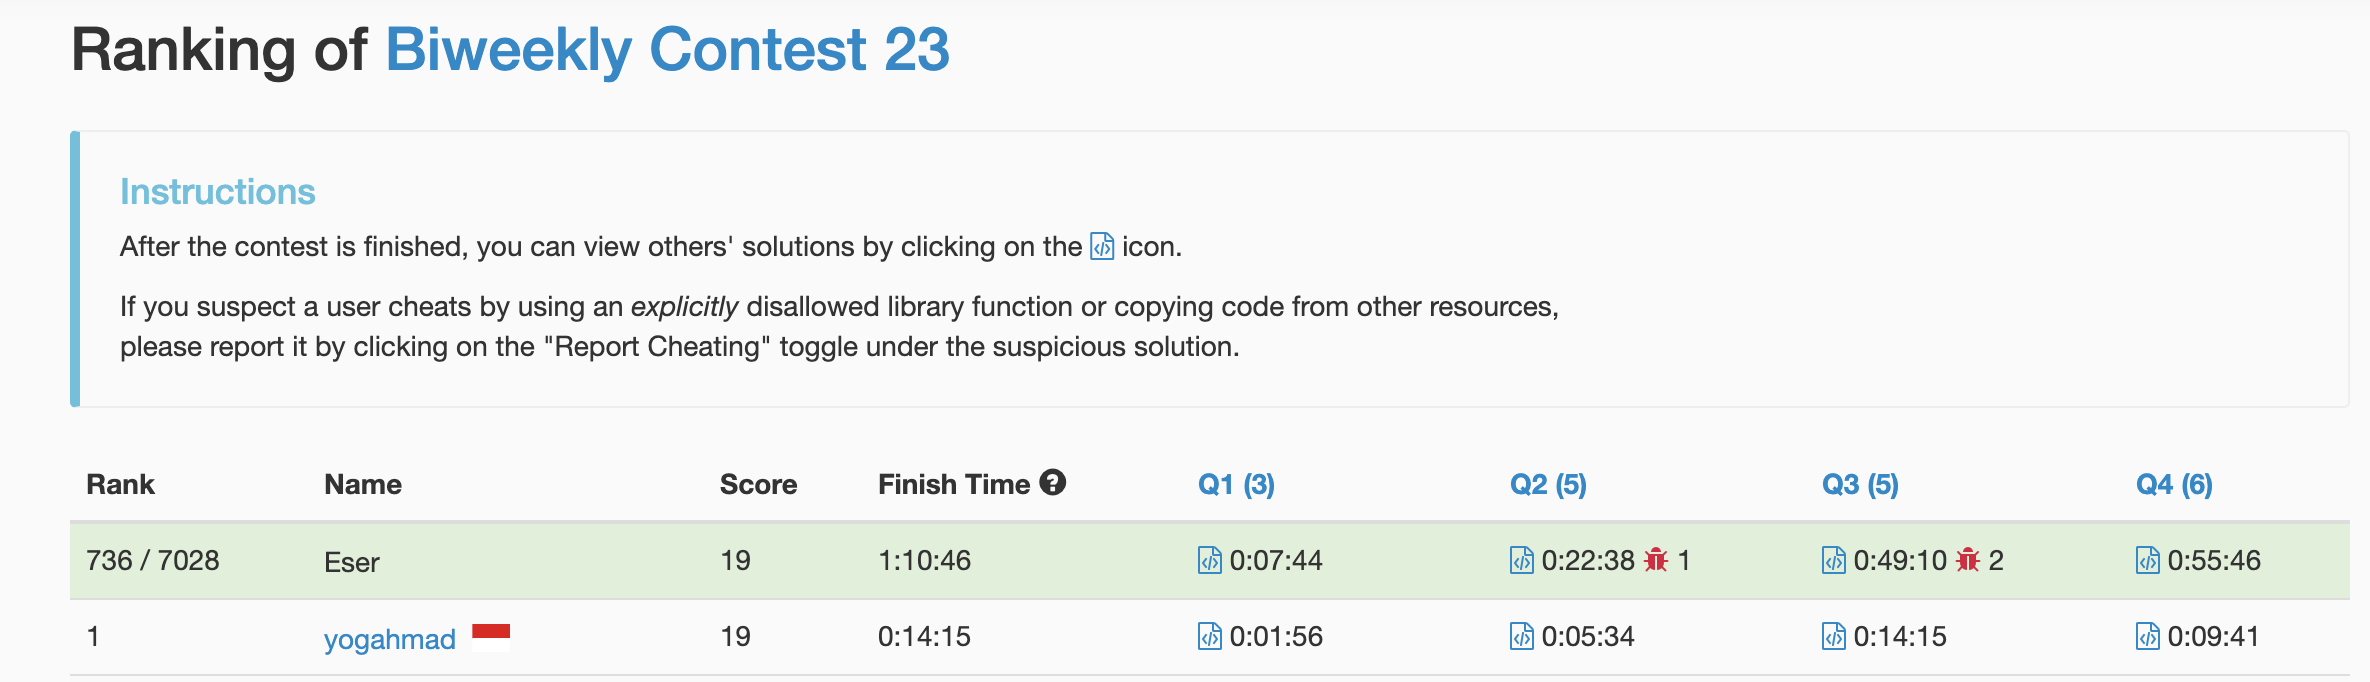 Ranking of Biweekly Contest 23
Instructions
After the contest is finished, you can view others' solutions by clicking on the icon.
If you suspect a user cheats by using an explicitly disallowed library function or copying code from other resources,
please report it by clicking on the "Report Cheating" toggle under the suspicious solution.
Rank Name Score Finish Time ? Q1 (3) Q2 (5) Q3 (5) Q4 (6)
736 / 7028 Eser 19 1:10:46 0:07:44 0:22:38 1 0:49:10 2 0:55:46
1 yogahmad 19 0:14:15 0:01:56 0:05:34 0:14:15 0:09:41